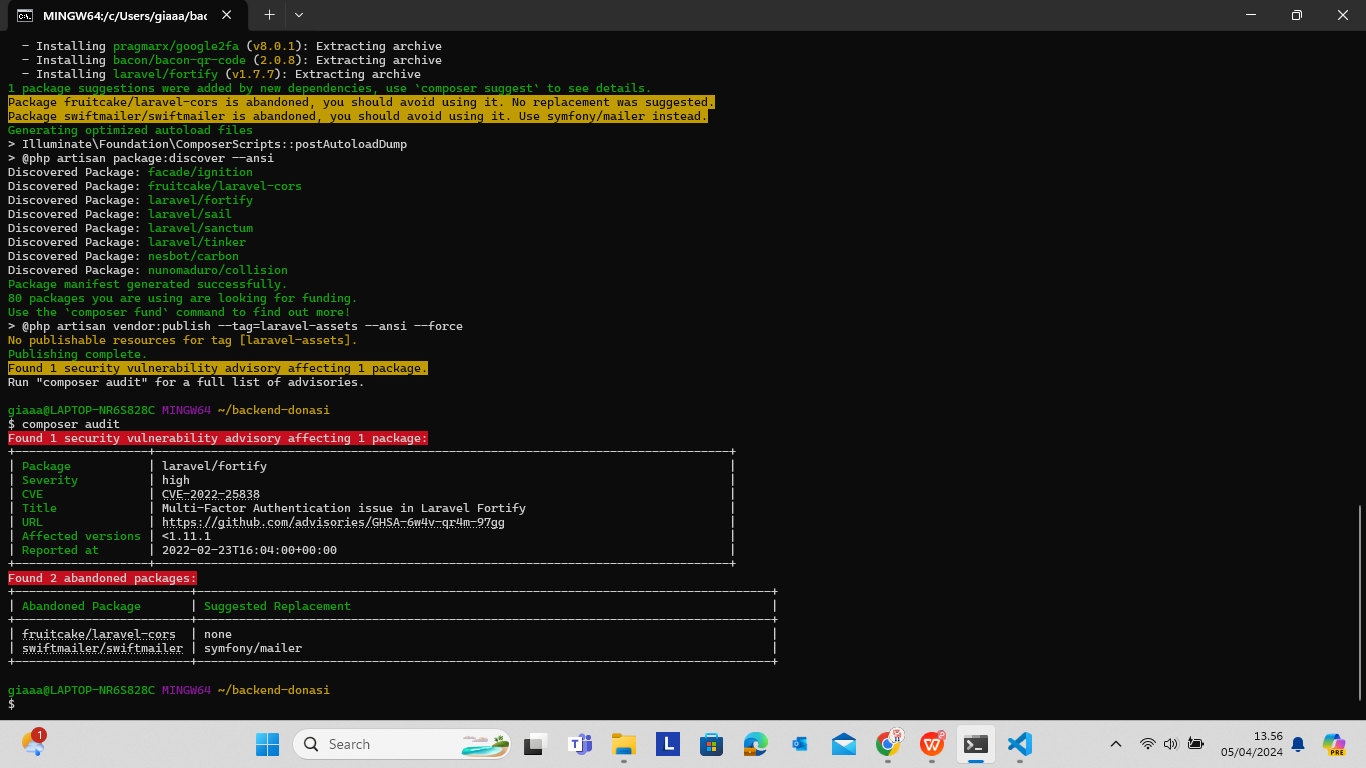 MINGW64:/c/Users/giaaa/bac
- Installing pragmarx/google2fa (v8.0.1): Extracting archive
- Installing bacon/bacon-qr-code (2.0.8): Extracting archive
- Installing laravel/fortify (v1.7.7): Extracting archive
1 package suggestions were added by new dependencies, use `composer suggest` to see details.
Package fruitcake/laravel-cors is abandoned, you should avoid using it. No replacement was suggested.
Package swiftmailer/swiftmailer is abandoned, you should avoid using it. Use symfony/mailer instead.
Generating optimized autoload files
> Illuminate\Foundation\ComposerScripts::postAutoloadDump
> @php artisan package:discover --ansi
Discovered Package: facade/ignition
Discovered Package: fruitcake/laravel-cors
Discovered Package: laravel/fortify
Discovered Package: laravel/sail
Discovered Package: laravel/sanctum
Discovered Package: laravel/tinker
Discovered Package: nesbot/carbon
Discovered Package: nunomaduro/collision
Package manifest generated successfully.
80 packages you are using are looking for funding.
Use the `composer fund` command to find out more!
> @php artisan vendor:publish --tag=laravel-assets --ansi --force
No publishable resources for tag [laravel-assets].
Publishing complete.
Found 1 security vulnerability advisory affecting 1 package.
Run "composer audit" for a full list of advisories.
giaaa@LAPTOP-NR6S828C MINGW64 ~/backend-donasi
$ composer audit
Found 1 security vulnerability advisory affecting 1 package:
Package | laravel/fortify
Severity | high
CVE | CVE-2022-25838
Title | Multi-Factor Authentication issue in Laravel Fortify
URL | https://github.com/advisories/GHSA-6w4v-qr4m-97gg
Affected versions | <1.11.1
Reported at | 2022-02-23T16:04:00+00:00
Found 2 abandoned packages:
Abandoned Package | Suggested Replacement
fruitcake/laravel-cors | none
swiftmailer/swiftmailer | symfony/mailer
giaaa@LAPTOP-NR6S828C MINGW64 ~/backend-donasi
$
1
Search
13.56
05/04/2024
PRE